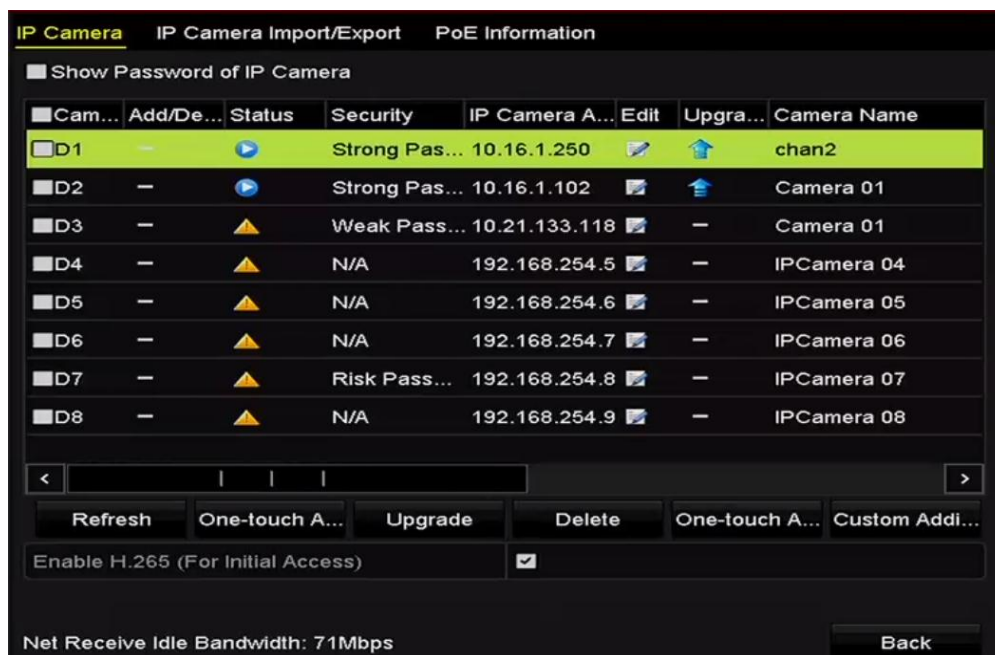 IP Camera IP Camera Import/Export PoE Information
Show Password of IP Camera
Cam... Add/De... Status Security IP Camera A... Edit Upgra... Camera Name
D1 — Strong Pas... 10.16.1.250 chan2
D2 — Strong Pas... 10.16.1.102 Camera 01
D3 — Weak Pass... 10.21.133.118 — Camera 01
D4 — N/A 192.168.254.5 — IPCamera 04
D5 — N/A 192.168.254.6 — IPCamera 05
D6 — N/A 192.168.254.7 — IPCamera 06
D7 — Risk Pass... 192.168.254.8 — IPCamera 07
D8 — N/A 192.168.254.9 — IPCamera 08
< >
Refresh One-touch A... Upgrade Delete One-touch A... Custom Addi...
Enable H.265 (For Initial Access)
Net Receive Idle Bandwidth: 71Mbps Back